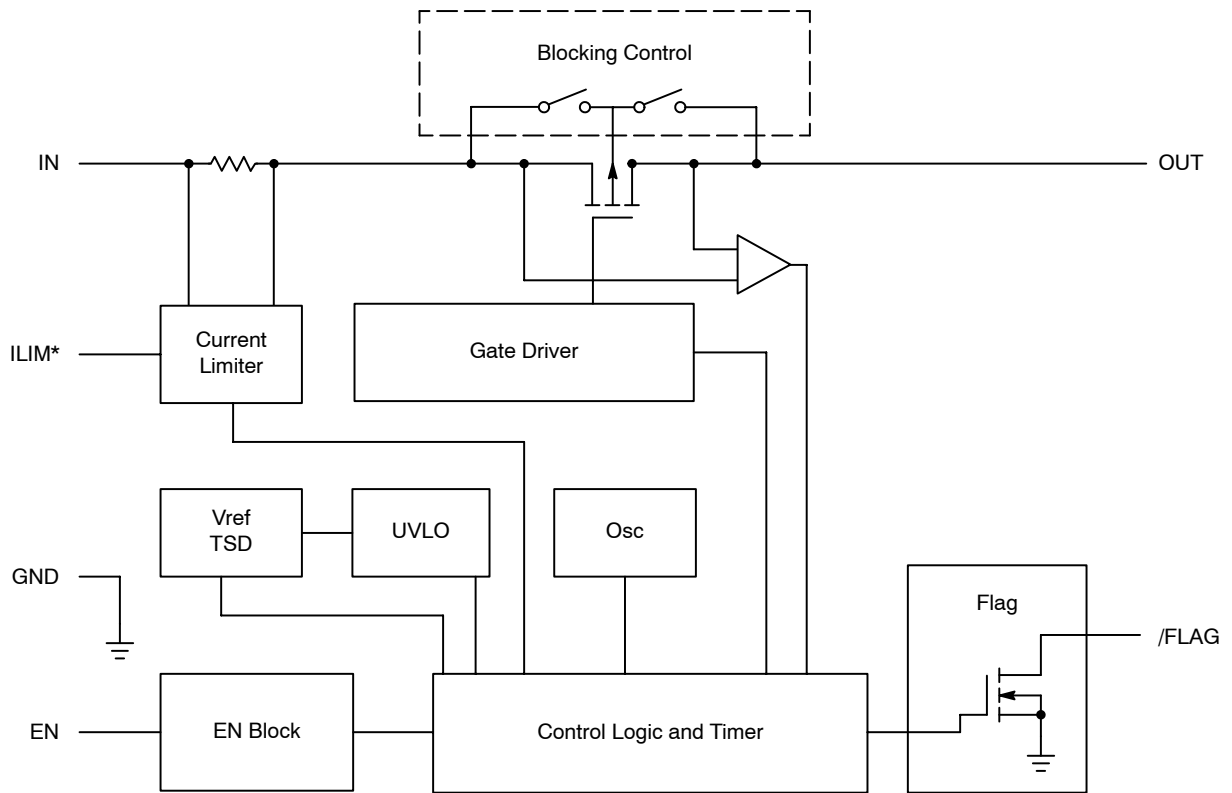 Blocking Control
IN
OUT
Current
Limiter
ILIM*
Gate Driver
Vref
TSD
UVLO
Osc
GND
Flag
/FLAG
EN
EN Block
Control Logic and Timer